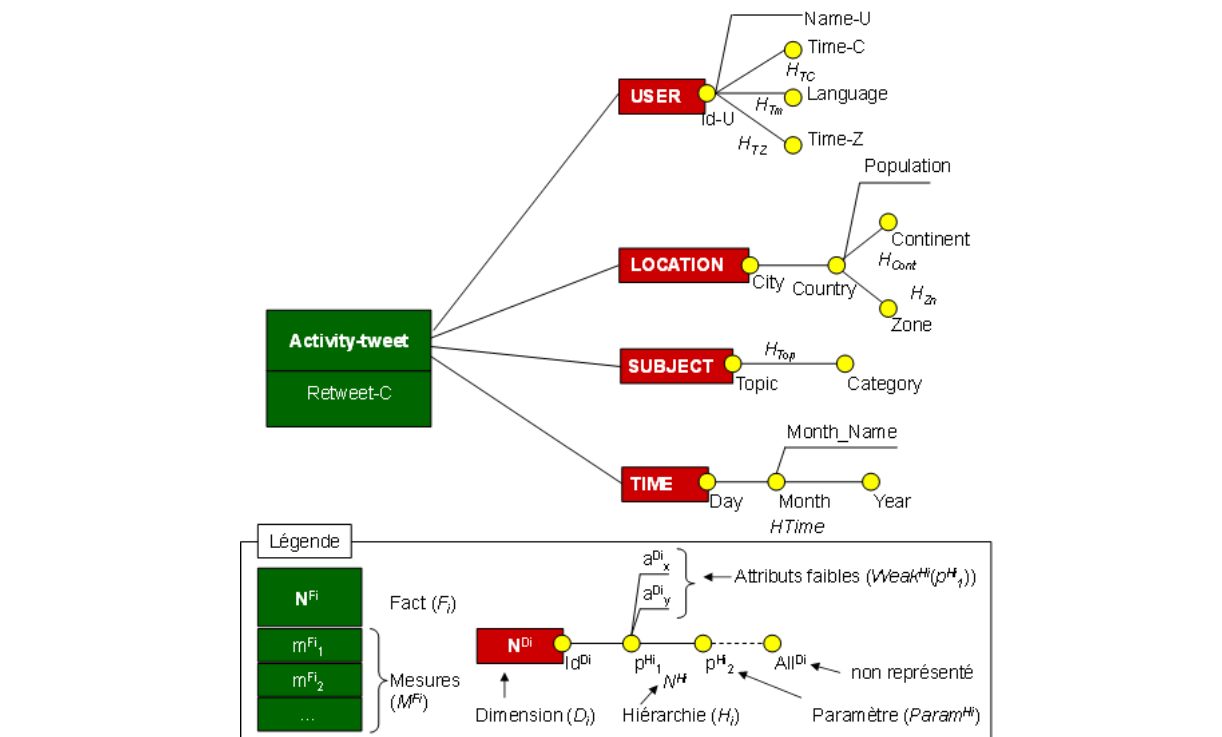 Name-U
Time-C
H_TC
USER
Language
Id-U
H_Tm
Time-Z
H_TZ
Population
Continent
LOCATION
H_Cont
City
Country
H_Zn
Zone
Activity-tweet
Retweet-C
H_Top
SUBJECT
Topic
Category
Month_Name
TIME
Day
Month
Year
HTime
Légende
N^Fi
Fact (F_i)
m^Fi_1
m^Fi_2
...
Mesures
(M^Fi)
a^Di_x
a^Di_y
Attributs faibles (Weak^Hi(p^Hi_1))
N^Di
Id^Di
p^Hi_1
N^Hi
p^Hi_2
All^Di
non représenté
Dimension (D_i)
Hiérarchie (H_i)
Paramètre (Param^Hi)